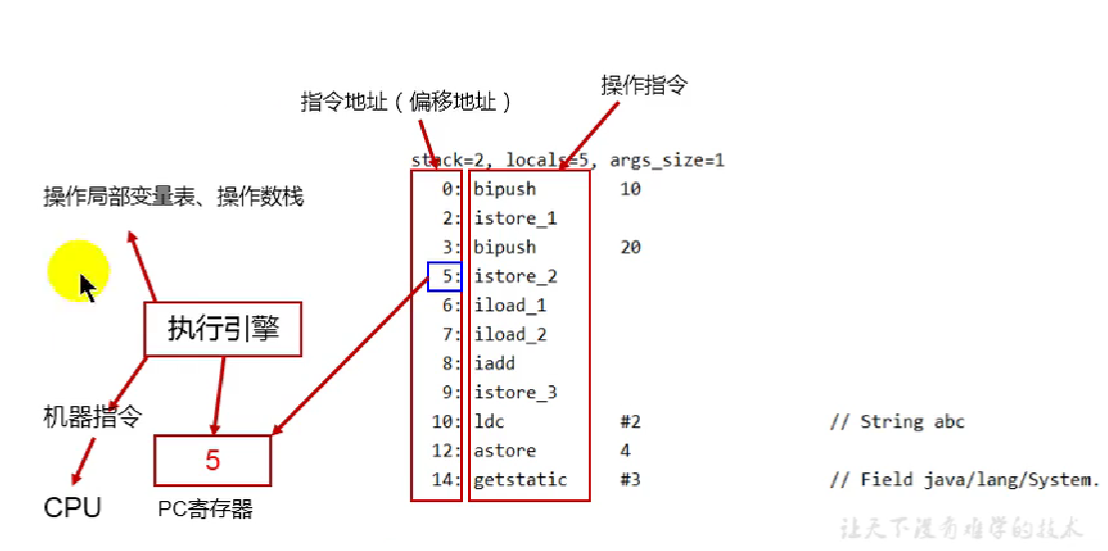 操作指令
指令地址（偏移地址）
stack=2, locals=5, args_size=1
0: bipush 10
2: istore_1
3: bipush 20
5: istore_2
6: iload_1
7: iload_2
8: iadd
9: istore_3
10: ldc #2 // String abc
12: astore 4
14: getstatic #3 // Field java/lang/System.
操作局部变量表、操作数栈
执行引擎
机器指令
5
CPU
PC寄存器
让天下没有难学的技术